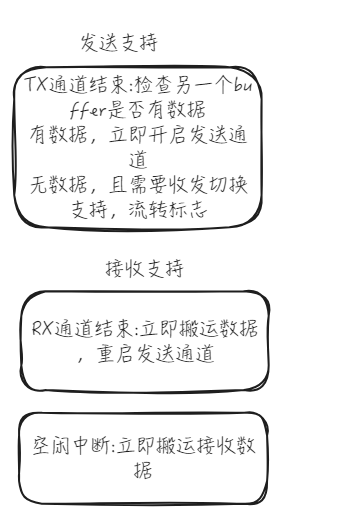 发送支持
TX通道结束:检查另一个bu
ffer是否有数据
有数据，立即开启发送通
道
无数据，且需要收发切换
支持，流转标志
接收支持
RX通道结束:立即搬运数据
，重启发送通道
空闲中断:立即搬运接收数
据